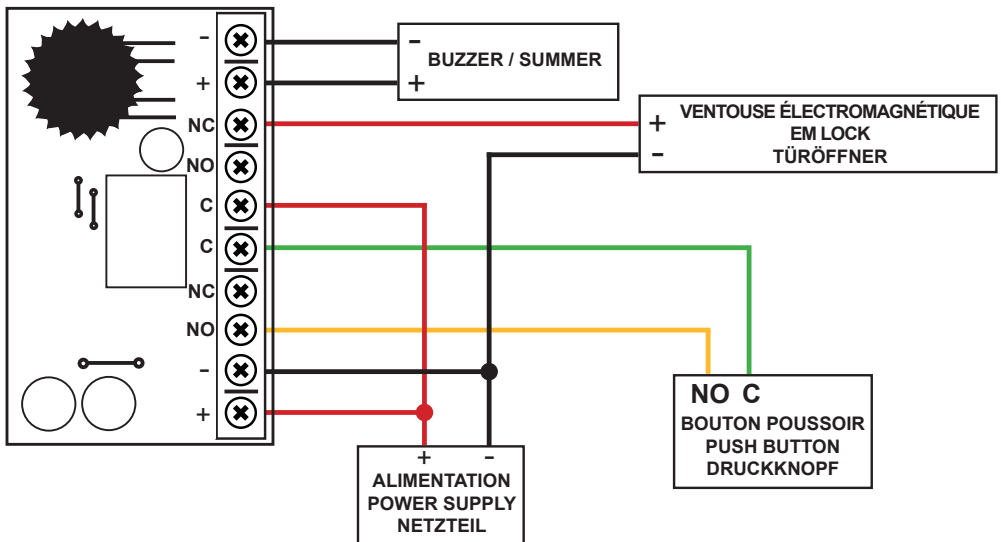 -
+
NC
NO
C
C
NC
NO
-
+
-
+
BUZZER / SUMMER
+
-
VENTOUSE ÉLECTROMAGNÉTIQUE
EM LOCK
TÜRÖFFNER
NO C
BOUTON POUSSOIR
PUSH BUTTON
DRUCKKNOPF
+ -
ALIMENTATION
POWER SUPPLY
NETZTEIL